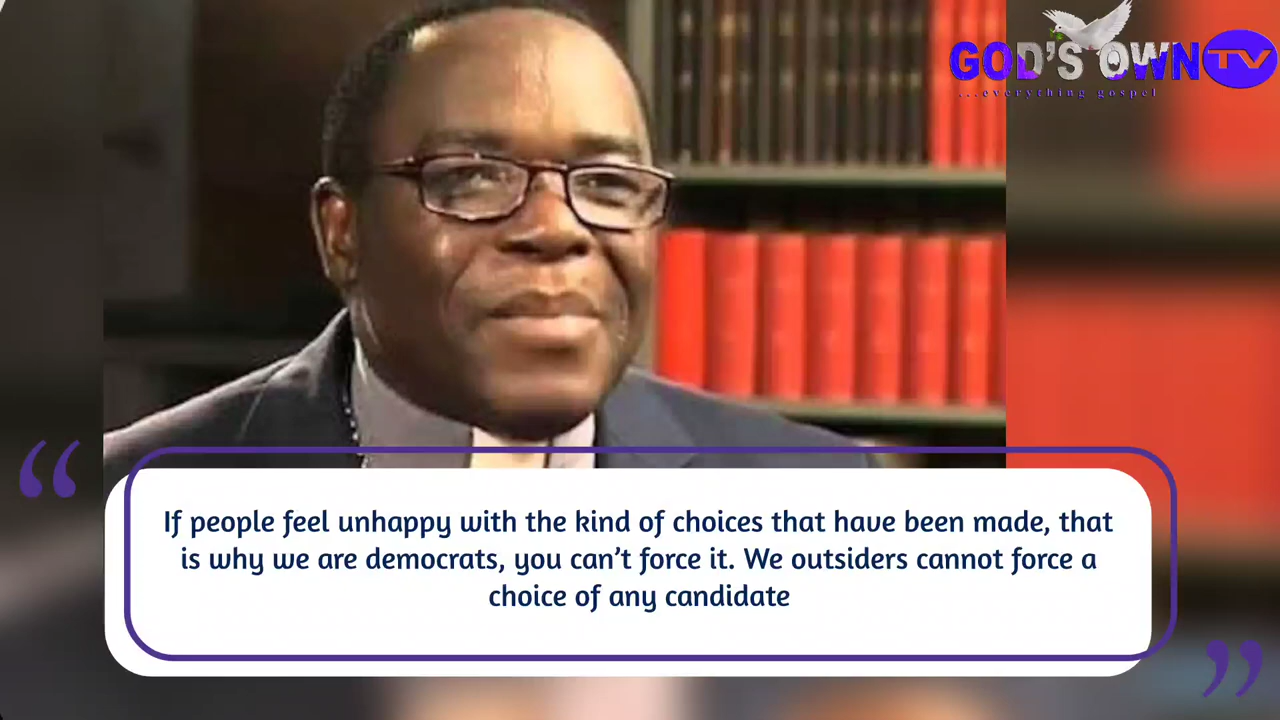 GOD'S OWN TV
...everything gospel
“
If people feel unhappy with the kind of choices that have been made, that
is why we are democrats, you can’t force it. We outsiders cannot force a
choice of any candidate
”